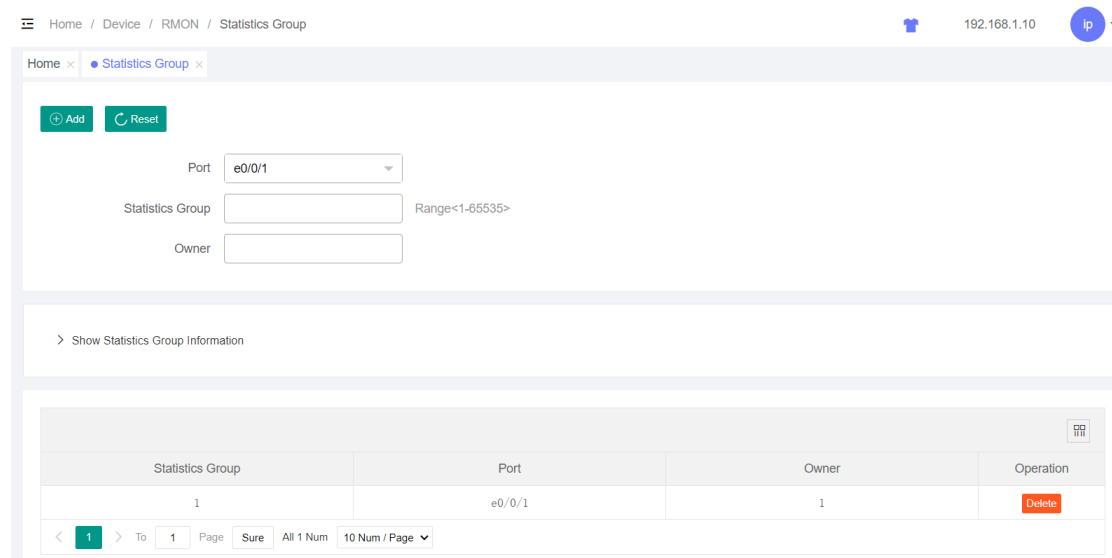 Home / Device / RMON / Statistics Group 192.168.1.10 ip
Home × Statistics Group ×
Add Reset
Port e0/0/1
Statistics Group Range<1-65535>
Owner
Show Statistics Group Information
Statistics Group Port Owner Operation
1 e0/0/1 1 Delete
< 1 > To 1 Page Sure All 1 Num 10 Num / Page